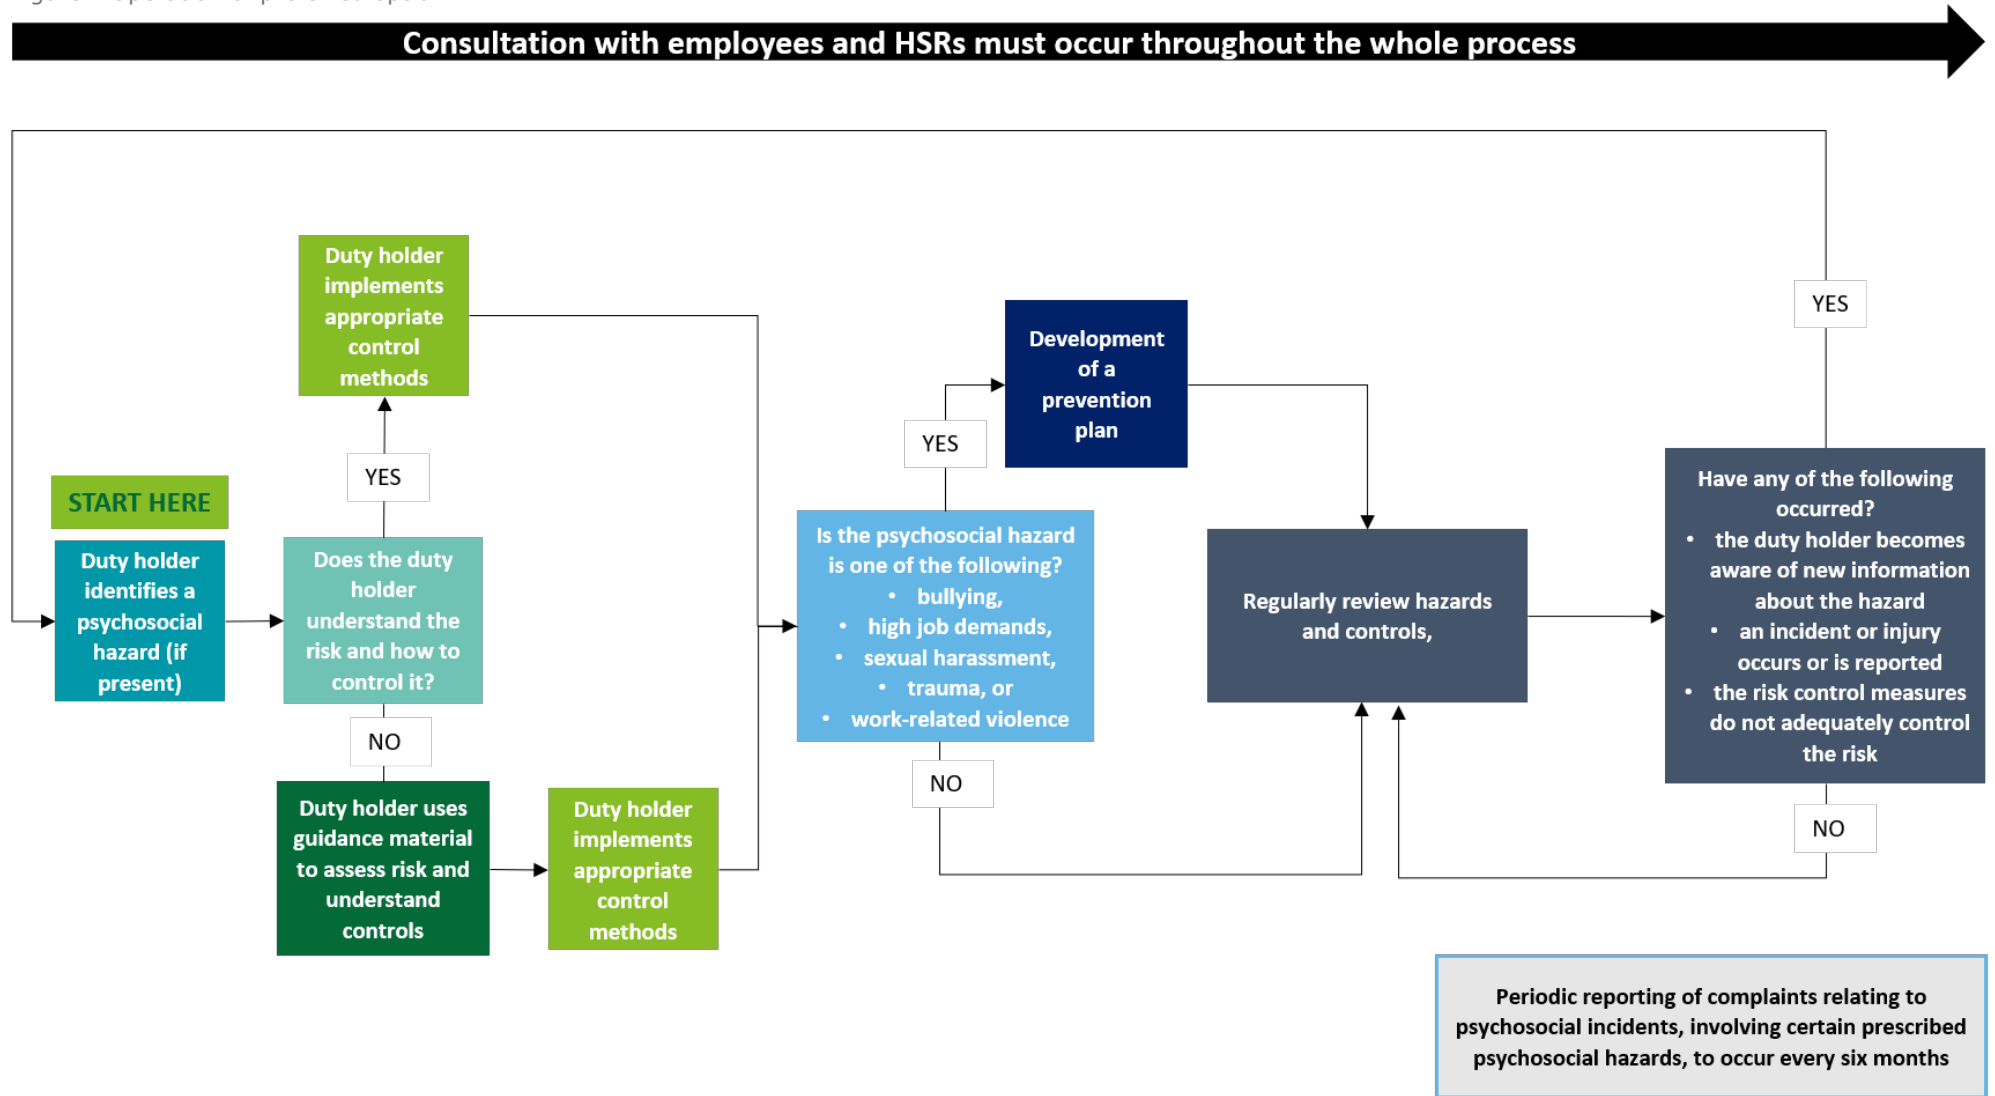 Consultation with employees and HSRs must occur throughout the whole process
YES
Duty holder
implements
appropriate
control
methods
Development
of a
prevention
plan
YES
YES
START HERE
Duty holder
identifies a
psychosocial
hazard (if
present)
Does the duty
holder
understand the
risk and how to
control it?
NO
Duty holder uses
guidance material
to assess risk and
understand
controls
Duty holder
implements
appropriate
control
methods
Is the psychosocial hazard
is one of the following?
• bullying,
• high job demands,
• sexual harassment,
• trauma, or
• work-related violence
NO
Regularly review hazards
and controls,
Have any of the following
occurred?
• the duty holder becomes
aware of new information
about the hazard
• an incident or injury
occurs or is reported
• the risk control measures
do not adequately control
the risk
NO
Periodic reporting of complaints relating to
psychosocial incidents, involving certain prescribed
psychosocial hazards, to occur every six months